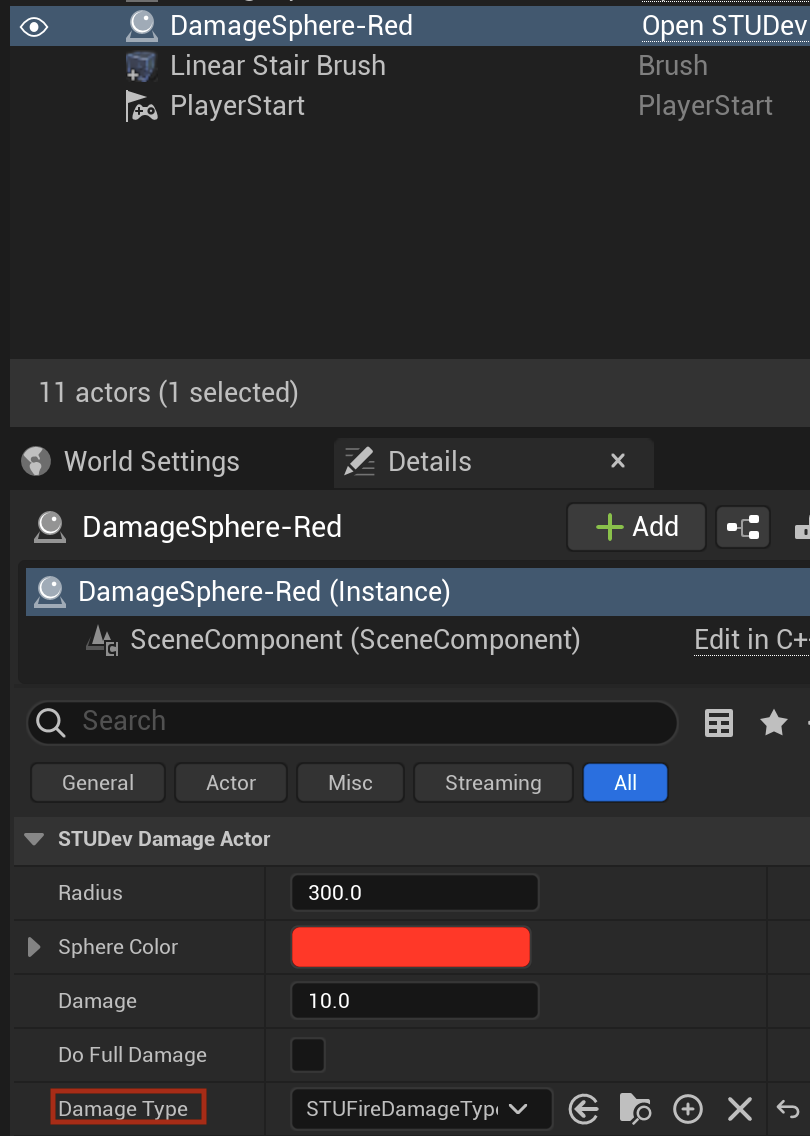 DamageSphere-Red Open STUDev
Linear Stair Brush Brush
PlayerStart PlayerStart
11 actors (1 selected)
World Settings Details
DamageSphere-Red Add
DamageSphere-Red (Instance)
SceneComponent (SceneComponent) Edit in C+
Search
General Actor Misc Streaming All
STUDev Damage Actor
Radius 300.0
Sphere Color
Damage 10.0
Do Full Damage
Damage Type STUFireDamageType